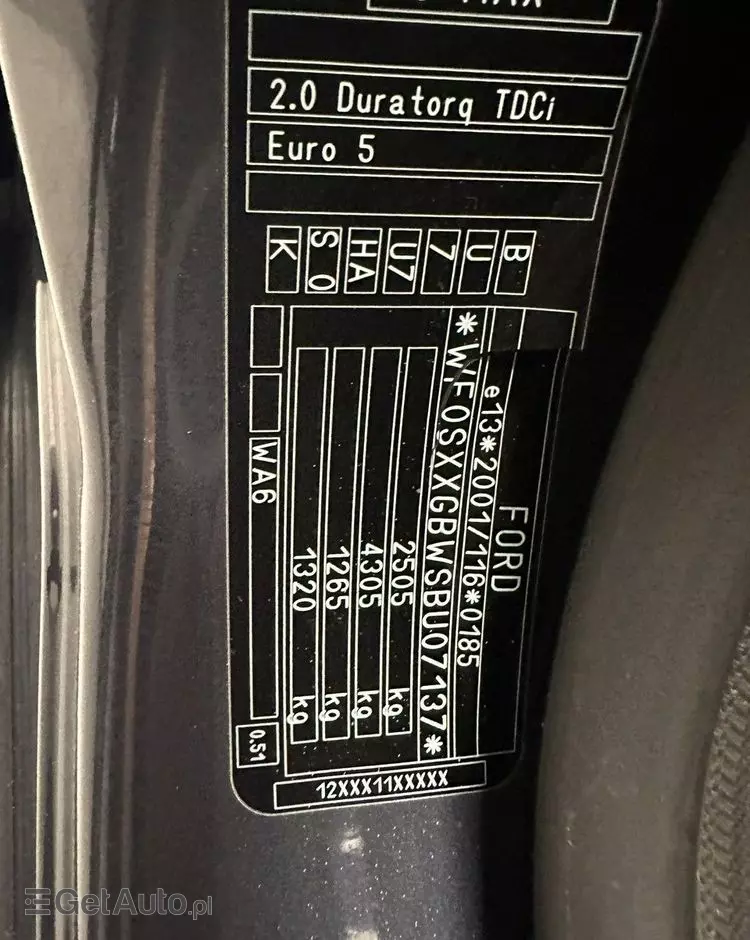 2.0 Duratorq TDCi
Euro 5
B
U
7
U7
HA
S 0
K
FORD
e13*2001/116*0185
*WF0SXXGBWSBU07137*
2505 kg
4305 kg
1265 kg
1320 kg
WA6
0.51
12XXX11XXXXX
GetAuto.pl